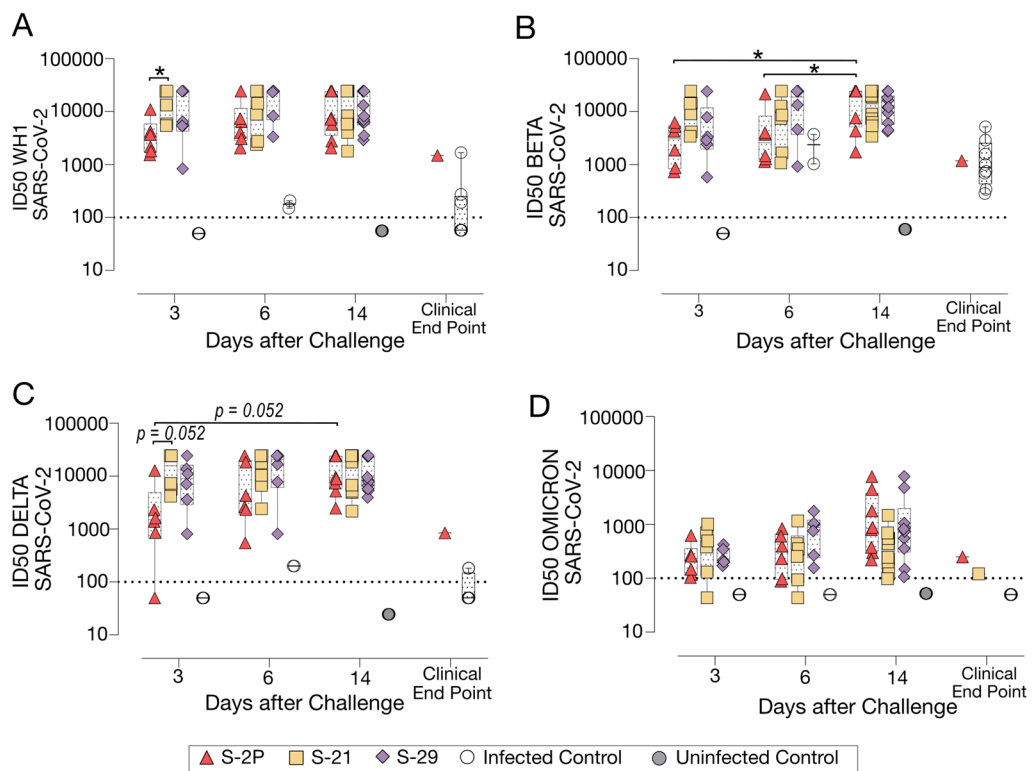 A
ID50 WH1
SARS-CoV-2
100000
10000
1000
100
10
*
3
6
14
Clinical
End Point
Days after Challenge
B
ID50 BETA
SARS-CoV-2
100000
10000
1000
100
10
*
*
3
6
14
Clinical
End Point
Days after Challenge
C
ID50 DELTA
SARS-CoV-2
100000
10000
1000
100
10
p = 0.052
p = 0.052
3
6
14
Clinical
End Point
Days after Challenge
D
ID50 OMICRON
SARS-CoV-2
100000
10000
1000
100
10
3
6
14
Clinical
End Point
Days after Challenge
S-2P S-21 S-29 Infected Control Uninfected Control